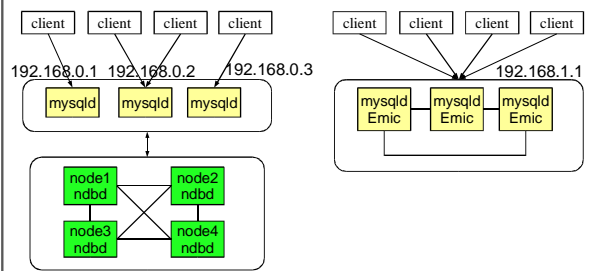 client client client client
192.168.0.1 192.168.0.2 192.168.0.3
mysqld mysqld mysqld
node1 node2
ndbd ndbd
node3 node4
ndbd ndbd
client client client client
192.168.1.1
mysqld mysqld mysqld
Emic Emic Emic